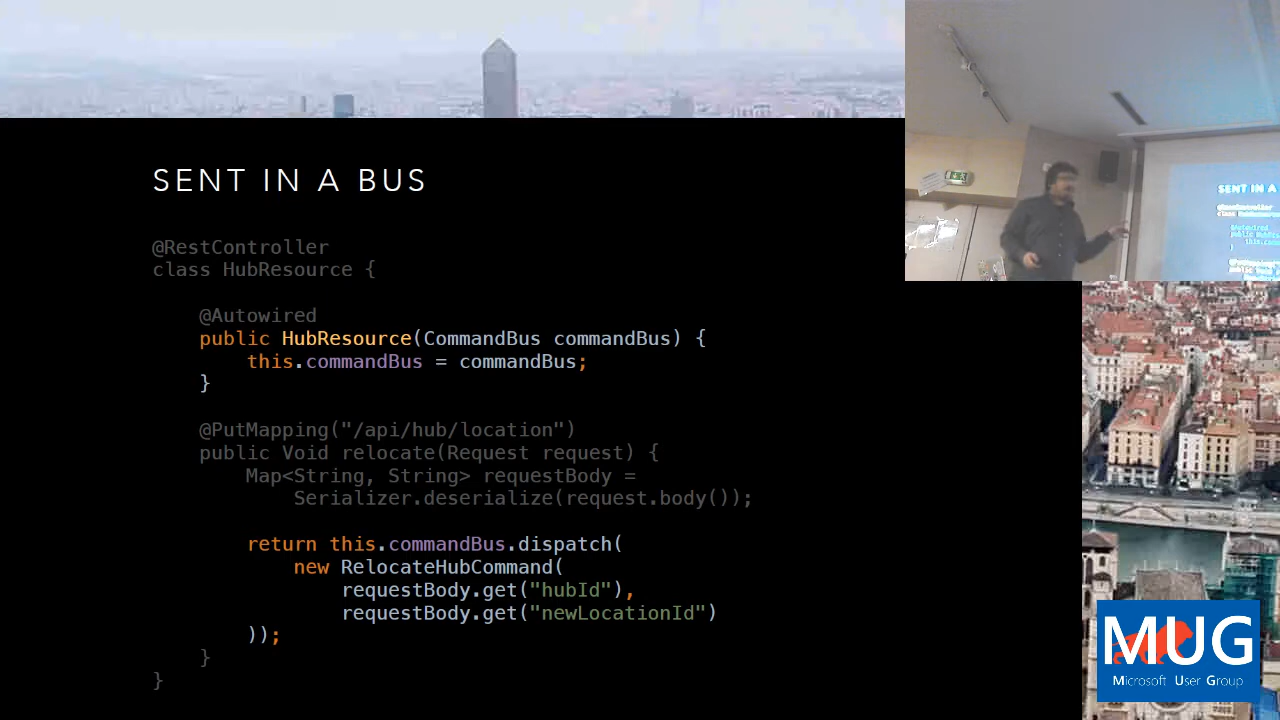 SENT IN A BUS
@RestController
class HubResource {
@Autowired
public HubResource(CommandBus commandBus) {
this.commandBus = commandBus;
}
@PutMapping("/api/hub/location")
public Void relocate(Request request) {
Map<String, String> requestBody =
Serializer.deserialize(request.body());
return this.commandBus.dispatch(
new RelocateHubCommand(
requestBody.get("hubId"),
requestBody.get("newLocationId")
));
}
}
SENT IN A
MUG
Microsoft User Group